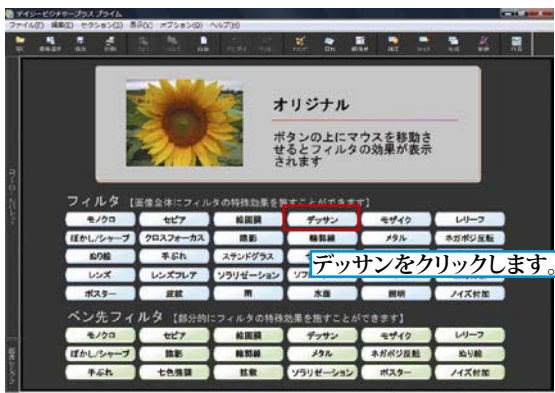 デイジーピクチャープラス プライム
ファイル(F) 編集(E) セクション(S) 表示(V) オプション(O) ヘルプ(H)
オリジナル
ボタンの上にマウスを移動さ
せるとフィルタの効果が表示
されます
フィルタ 【画像全体にフィルタの特殊効果を施すことができます】
モノクロ セピア 絵画調 デッサン モザイク レリーフ
ぼかし/シャープ クロスフォーカス 陰影 輪郭線 メタル ネガポジ反転
ぬり絵 手ぶれ ステンドグラス
デッサンをクリックします。
レンズ レンズフレア ソラリゼーション
ポスター 波紋 雨 水面 照明 ノイズ付加
ペン先フィルタ 【部分的にフィルタの特殊効果を施すことができます】
モノクロ セピア 絵画調 デッサン モザイク レリーフ
ぼかし/シャープ 陰影 輪郭線 メタル ネガポジ反転 ぬり絵
手ぶれ 七色強調 拡散 ソラリゼーション ポスター ノイズ付加